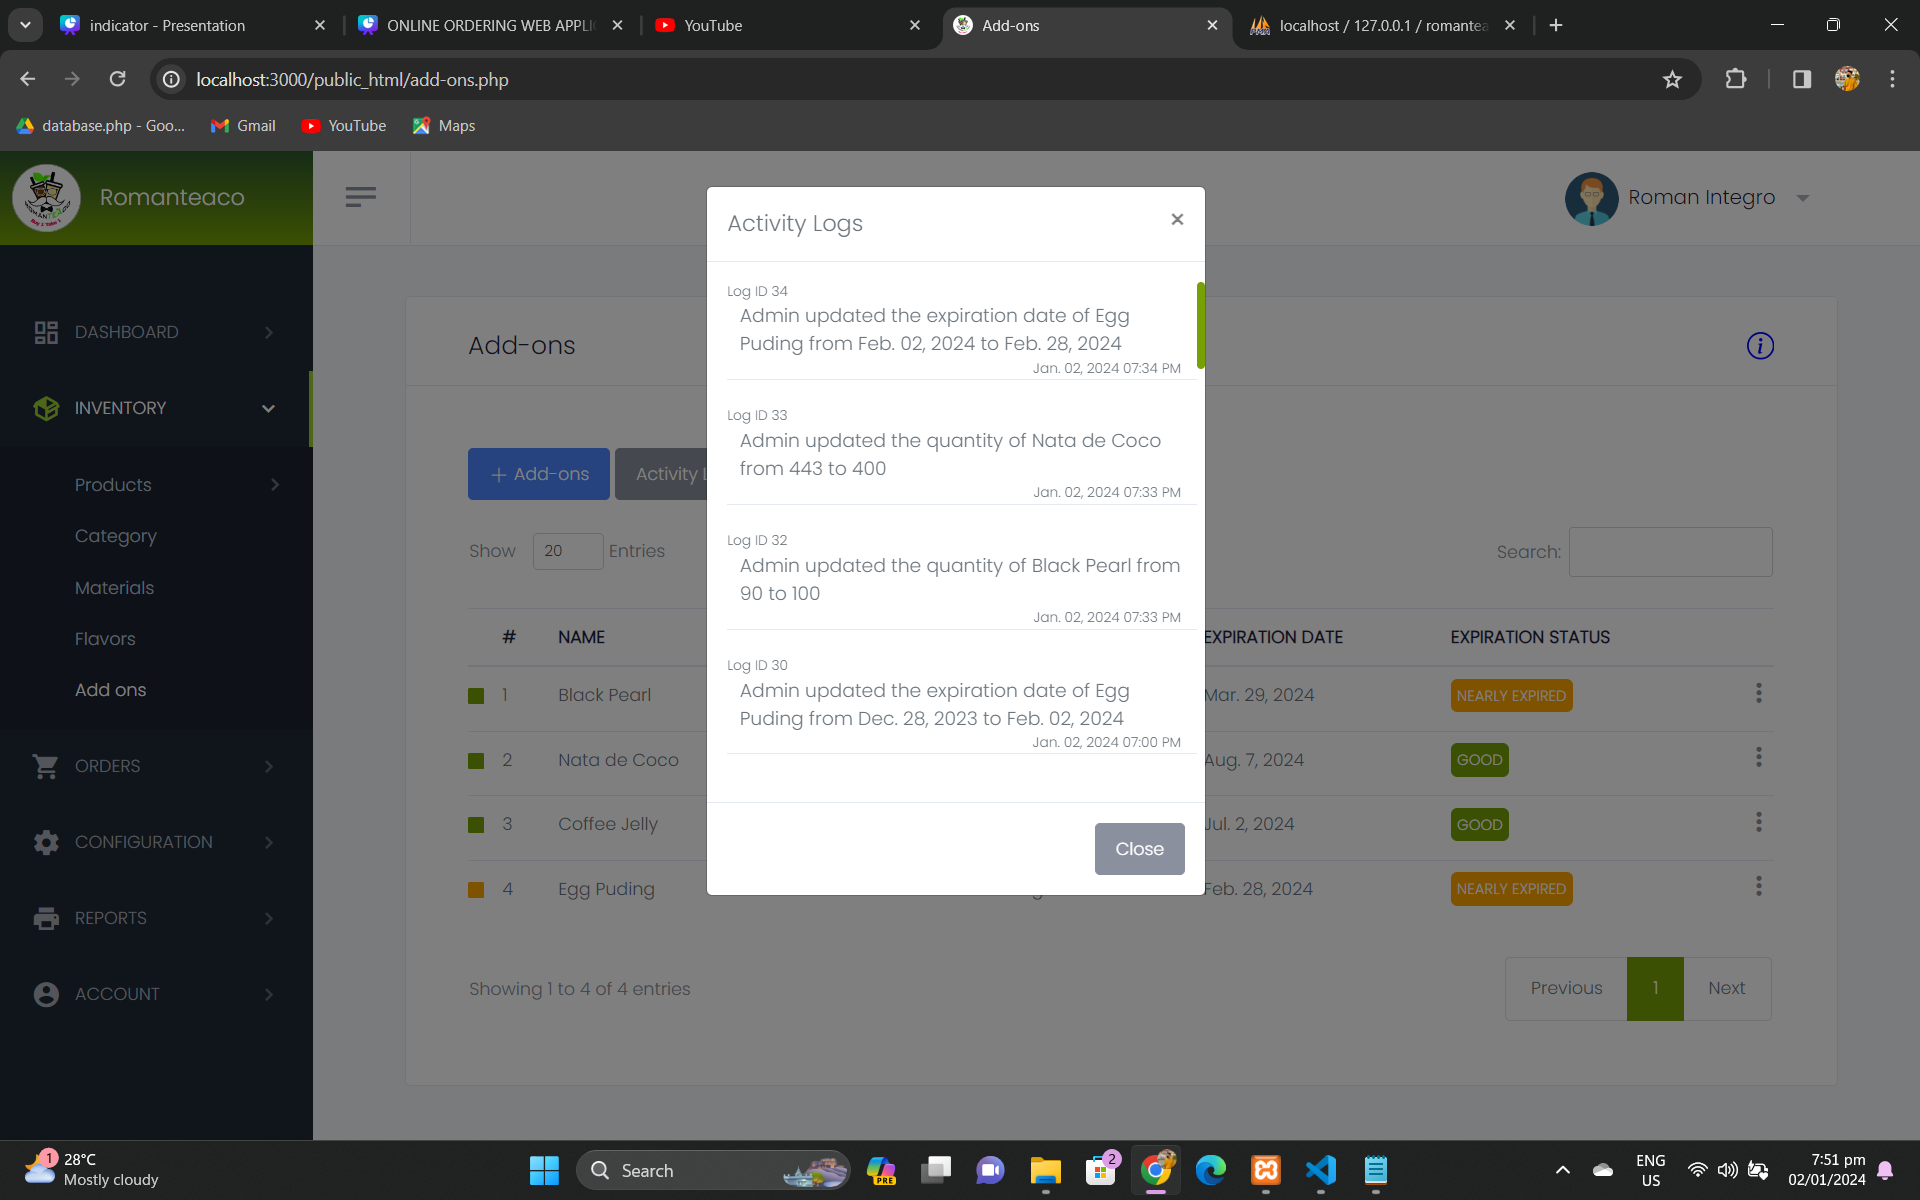 indicator - Presentation
ONLINE ORDERING WEB APPLI
YouTube
Add-ons
localhost / 127.0.0.1 / romantea
localhost:3000/public_html/add-ons.php
database.php - Goo...
Gmail
YouTube
Maps
Romanteaco
Roman Integro
DASHBOARD
INVENTORY
Products
Category
Materials
Flavors
Add ons
ORDERS
CONFIGURATION
REPORTS
ACCOUNT
Add-ons
+ Add-ons
Activity L
Show 20 Entries
Search:
# NAME EXPIRATION DATE EXPIRATION STATUS
1 Black Pearl Mar. 29, 2024 NEARLY EXPIRED
2 Nata de Coco Aug. 7, 2024 GOOD
3 Coffee Jelly Jul. 2, 2024 GOOD
4 Egg Puding Feb. 28, 2024 NEARLY EXPIRED
Showing 1 to 4 of 4 entries
Previous 1 Next
Activity Logs
×
Log ID 34
Admin updated the expiration date of Egg
Puding from Feb. 02, 2024 to Feb. 28, 2024
Jan. 02, 2024 07:34 PM
Log ID 33
Admin updated the quantity of Nata de Coco
from 443 to 400
Jan. 02, 2024 07:33 PM
Log ID 32
Admin updated the quantity of Black Pearl from
90 to 100
Jan. 02, 2024 07:33 PM
Log ID 30
Admin updated the expiration date of Egg
Puding from Dec. 28, 2023 to Feb. 02, 2024
Jan. 02, 2024 07:00 PM
Close
1
28°C
Mostly cloudy
Search
PRE
2
ENG
US
7:51 pm
02/01/2024